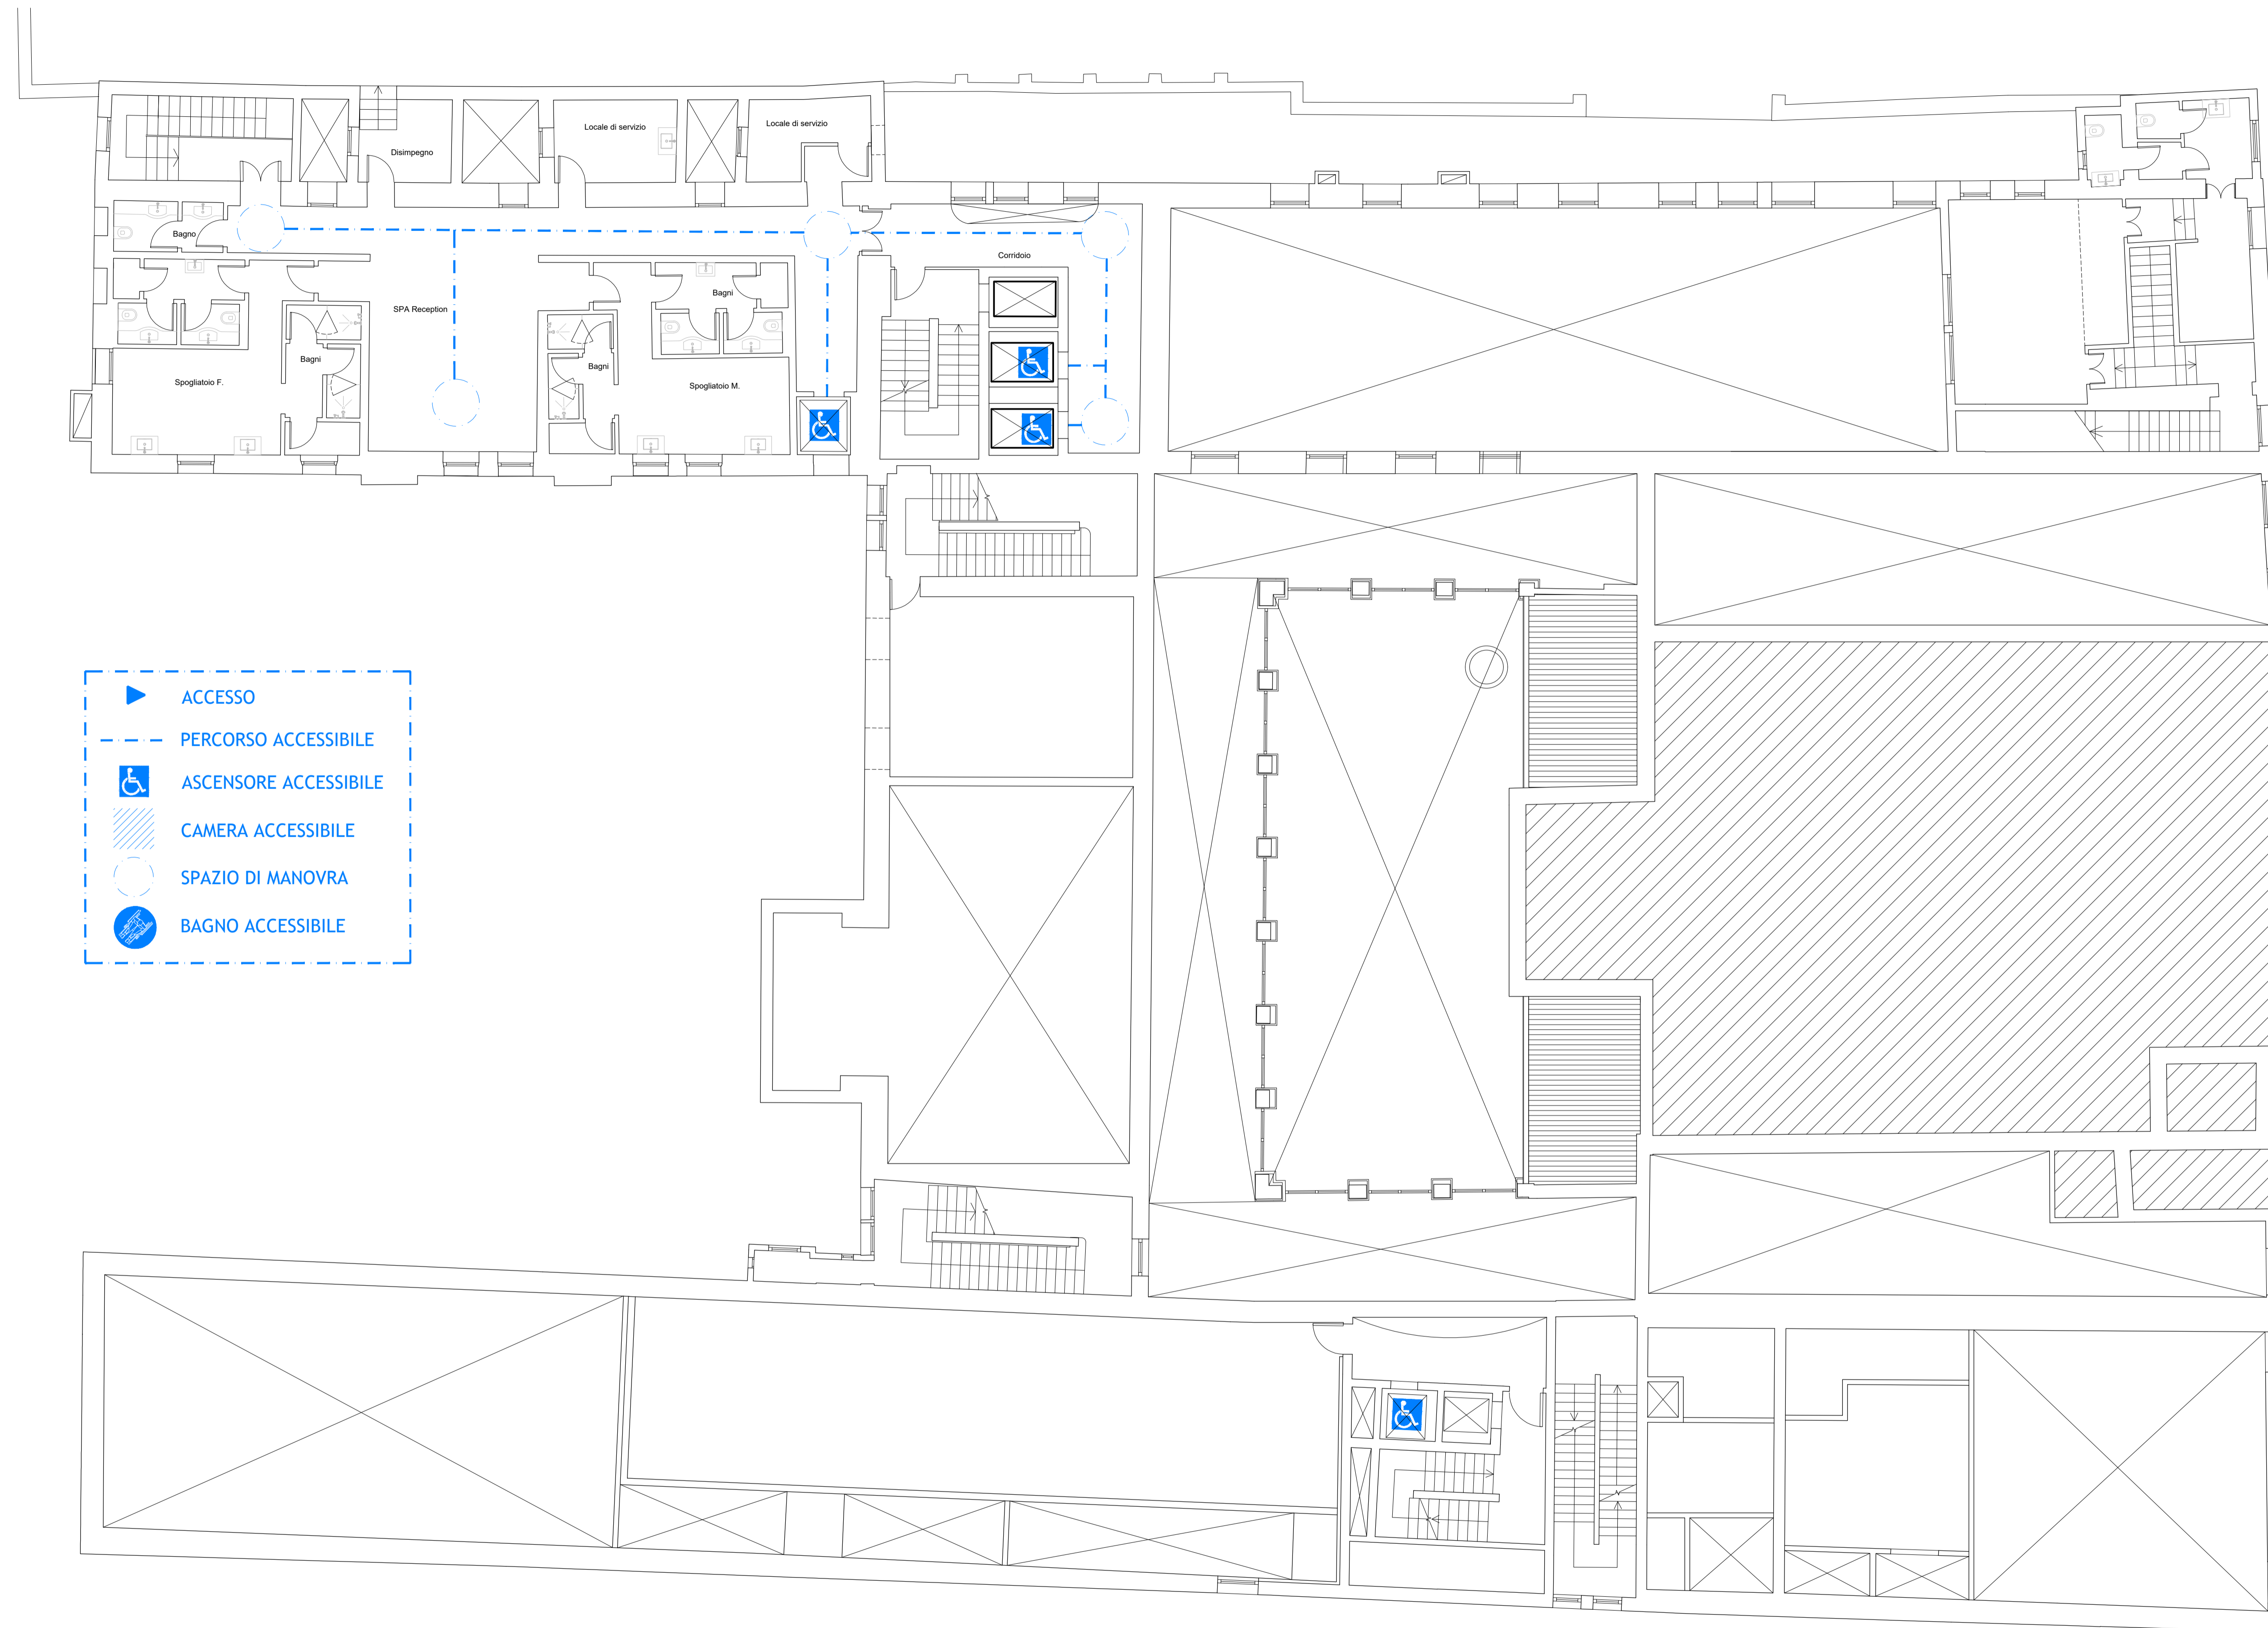 Locale di servizio
Locale di servizio
Disimpegno
Bagno
Corridoio
Bagni
SPA Reception
Bagni
Bagni
Spogliatoio F.
Spogliatoio M.
ACCESSO
PERCORSO ACCESSIBILE
ASCENSORE ACCESSIBILE
CAMERA ACCESSIBILE
SPAZIO DI MANOVRA
BAGNO ACCESSIBILE